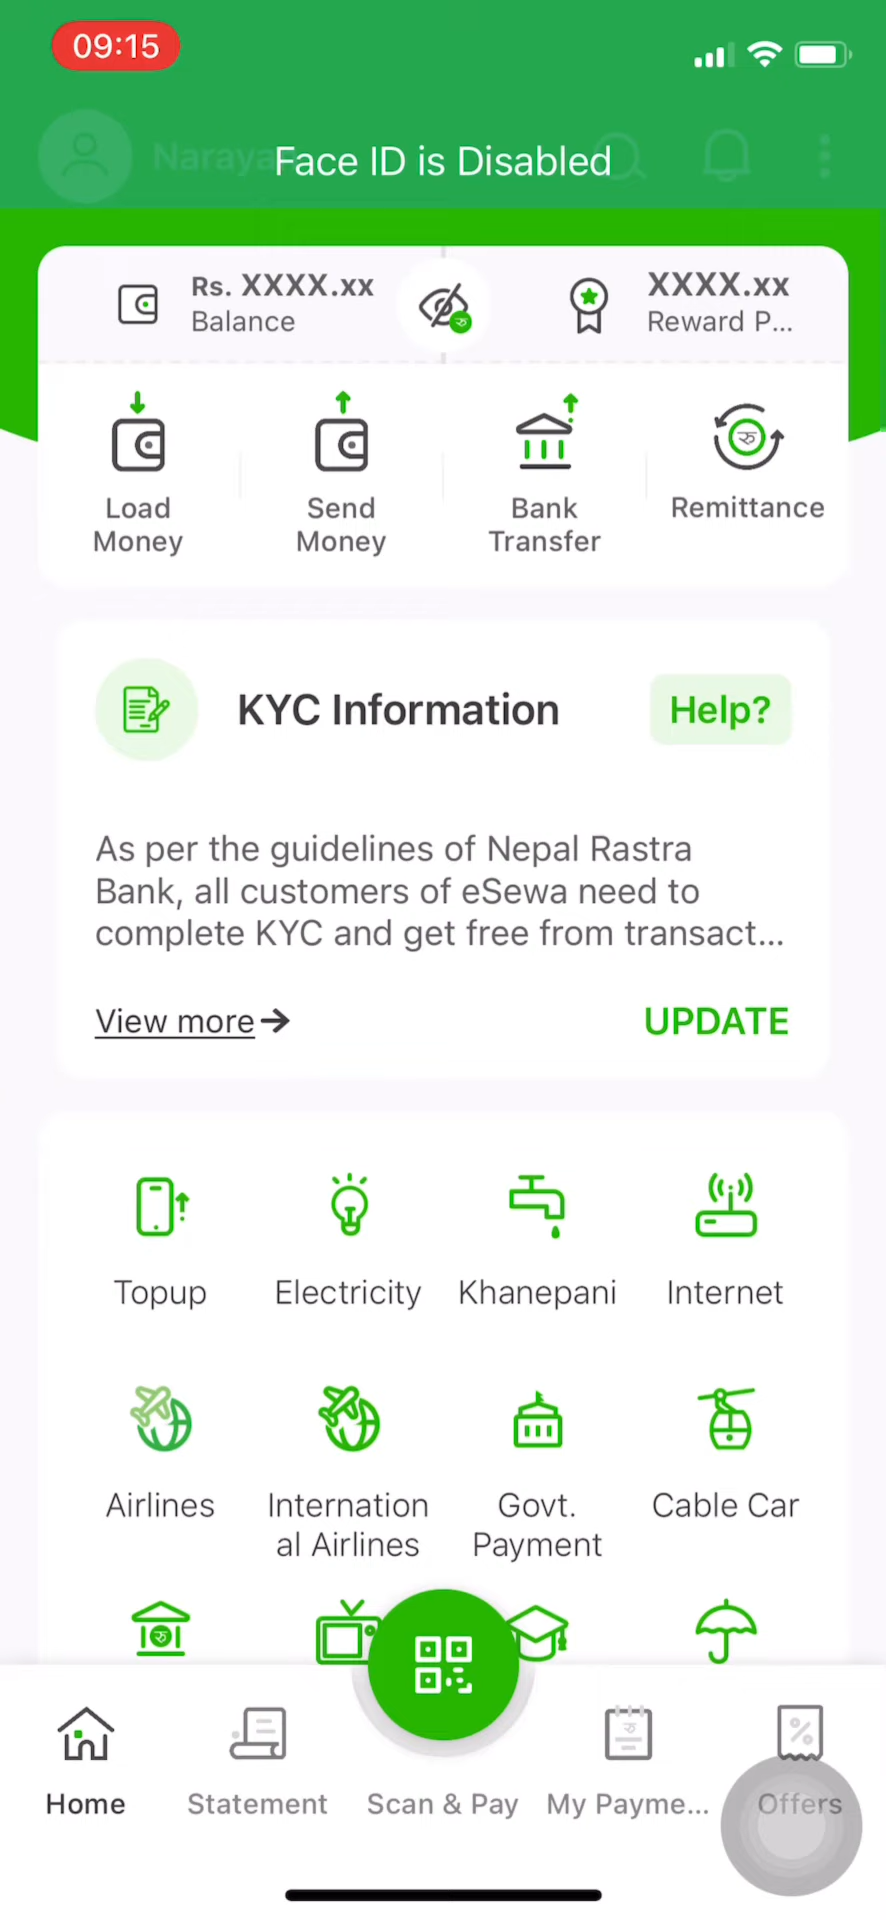 09:15
Naraya
Face ID is Disabled
Rs. XXXX.xx
Balance
XXXX.xx
Reward P...
Load
Money
Send
Money
Bank
Transfer
Remittance
KYC Information
Help?
As per the guidelines of Nepal Rastra
Bank, all customers of eSewa need to
complete KYC and get free from transact...
View more
UPDATE
Topup
Electricity
Khanepani
Internet
Airlines
Internation
al Airlines
Govt.
Payment
Cable Car
Home
Statement
Scan & Pay
My Payme...
Offers